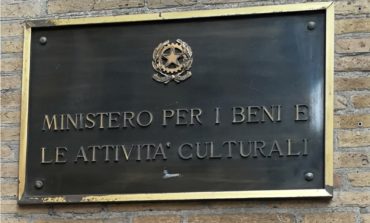 MINISTERO PER I BENI E
LE ATTIVITA' CULTURALI